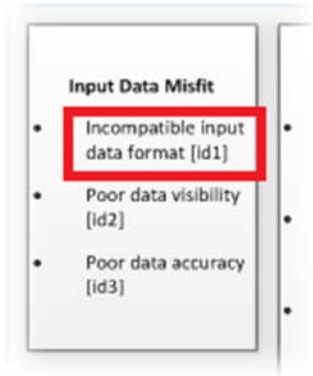 Input Data Misfit
• Incompatible input
data format [id1]
• Poor data visibility
[id2]
• Poor data accuracy
[id3]